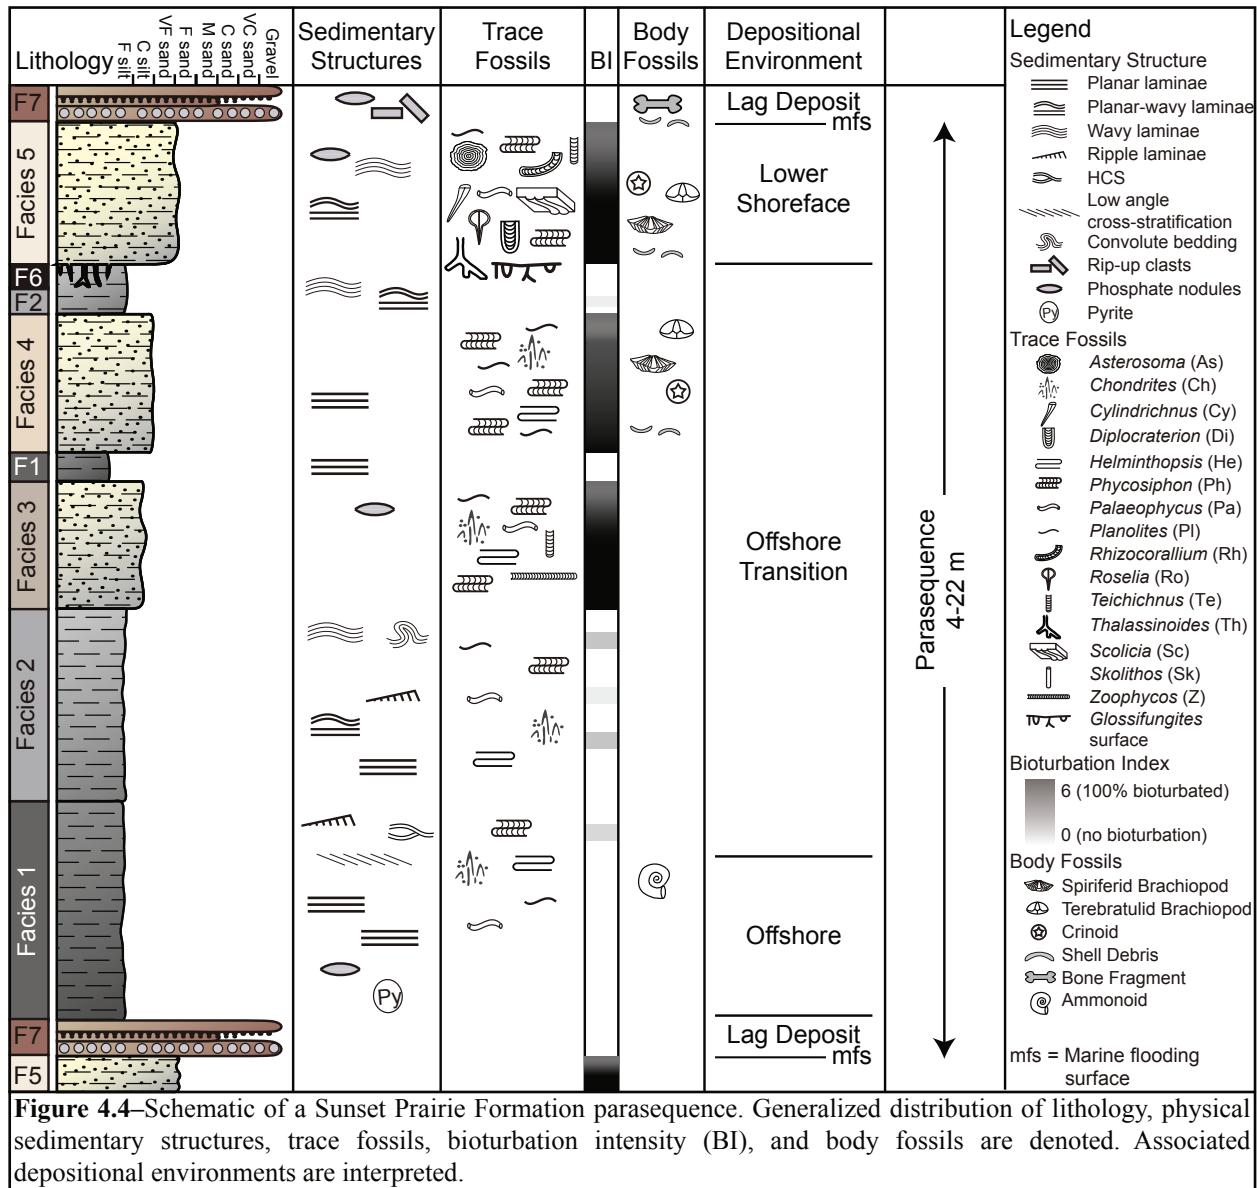 Lithology
F silt
C silt
VF sand
F sand
M sand
C sand
VC sand
Gravel
Sedimentary
Structures
Trace
Fossils
BI
Body
Fossils
Depositional
Environment
F7
Facies 5
F6
F2
Facies 4
F1
Facies 3
Facies 2
Facies 1
F7
F5
Py
Lag Deposit
mfs
Lower
Shoreface
Offshore
Transition
Offshore
Lag Deposit
mfs
Parasequence
4-22 m
Legend
Sedimentary Structure
Planar laminae
Planar-wavy laminae
Wavy laminae
Ripple laminae
HCS
Low angle
cross-stratification
Convolute bedding
Rip-up clasts
Phosphate nodules
Py Pyrite
Trace Fossils
Asterosoma (As)
Chondrites (Ch)
Cylindrichnus (Cy)
Diplocraterion (Di)
Helminthopsis (He)
Phycosiphon (Ph)
Palaeophycus (Pa)
Planolites (Pl)
Rhizocorallium (Rh)
Roselia (Ro)
Teichichnus (Te)
Thalassinoides (Th)
Scolicia (Sc)
Skolithos (Sk)
Zoophycos (Z)
Glossifungites
surface
Bioturbation Index
6 (100% bioturbated)
0 (no bioturbation)
Body Fossils
Spiriferid Brachiopod
Terebratulid Brachiopod
Crinoid
Shell Debris
Bone Fragment
Ammonoid
mfs = Marine flooding
surface
Figure 4.4–Schematic of a Sunset Prairie Formation parasequence. Generalized distribution of lithology, physical
sedimentary structures, trace fossils, bioturbation intensity (BI), and body fossils are denoted. Associated
depositional environments are interpreted.